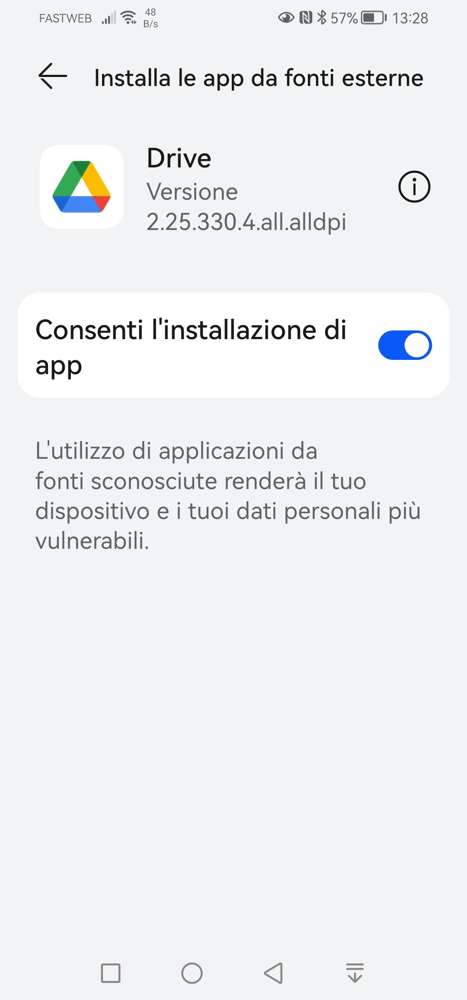 FASTWEB 48 B/s 57% 13:28
Installa le app da fonti esterne
Drive
Versione
2.25.330.4.all.alldpi
Consenti l'installazione di
app
L'utilizzo di applicazioni da
fonti sconosciute renderà il tuo
dispositivo e i tuoi dati personali più
vulnerabili.